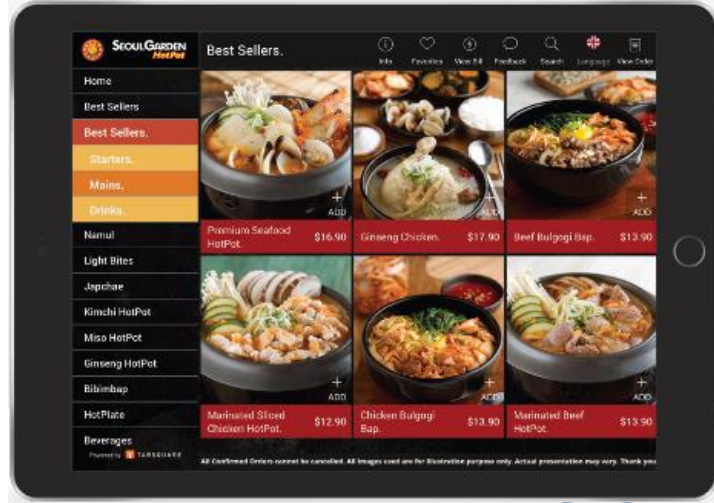 SEOULGARDEN
HotPot
Best Sellers.
Info
Favorites
View Bill
Feedback
Search
Language
View Order
Home
Best Sellers
Best Sellers.
Starters.
Mains.
Drinks.
Namul
Light Bites
Japchae
Kimchi HotPot
Miso HotPot
Ginseng HotPot
Bibimbap
HotPlate
Beverages
Powered by TABSQUARE
ADD
ADD
ADD
Premium Seafood
HotPot.
$16.90
Ginseng Chicken.
$17.90
Beef Bulgogi Bap.
$13.90
ADD
ADD
ADD
Marinated Sliced
Chicken HotPot.
$12.90
Chicken Bulgogi
Bap.
$13.90
Marinated Beef
HotPot.
$13.90
All Confirmed Orders cannot be cancelled. All Images used are for Illustration purpose only. Actual presentation may vary. Thank you